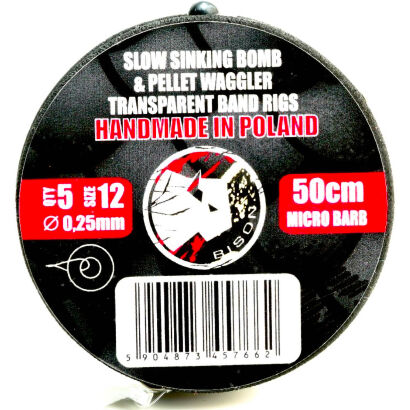 SLOW SINKING BOMB
& PELLET WAGGLER
TRANSPARENT BAND RIGS
HANDMADE IN POLAND
QTY 5 SIZE 12
Ø 0,25mm
BISON
50cm
MICRO BARB
5 904873 457662